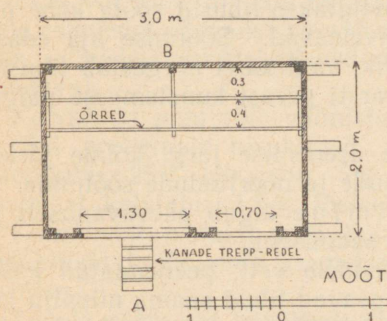 3.0 m
B
0.3
ÕRRED
0.4
2.0 m
1,30
0,70
KANADE TREPP-REDEL
A
MÕÕT
1 0 1